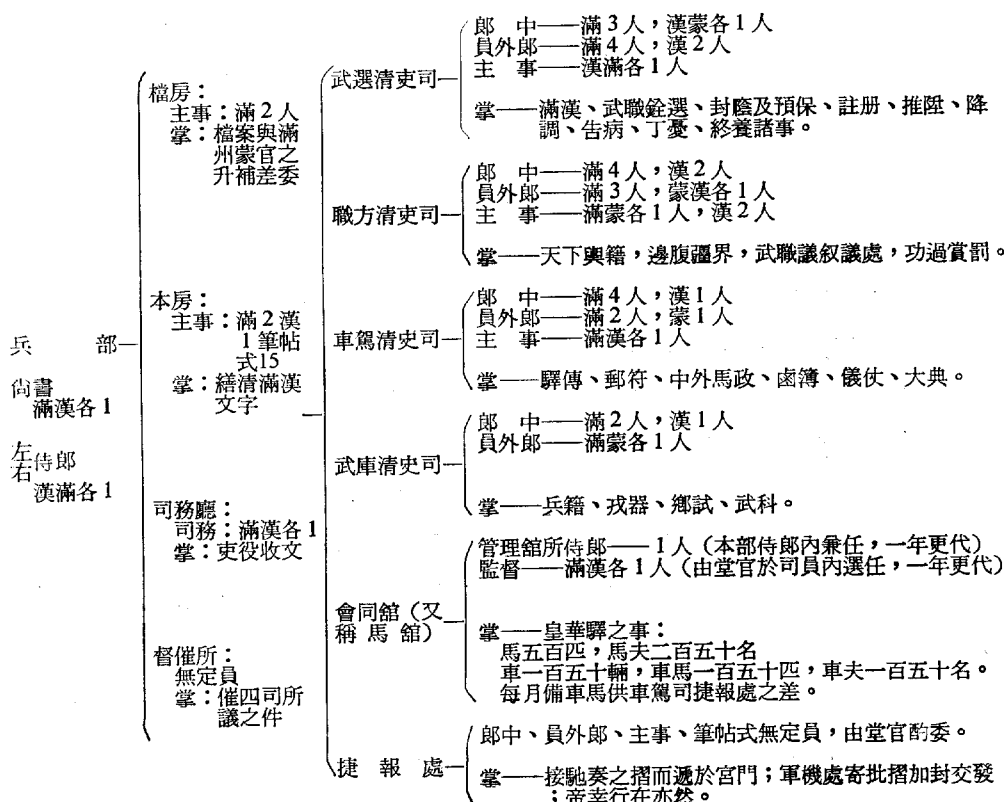 兵部
尙書
滿漢各1
左右侍郎
漢滿各1
檔房：
主事：滿2人
掌：檔案與滿
州蒙官之
升補差委
本房：
主事：滿2漢
1筆帖
式15
掌：繕清滿漢
文字
司務廳：
司務：滿漢各1
掌：吏役收文
督催所：
無定員
掌：催四司所
議之件
武選清吏司
郎　中——滿3人，漢蒙各1人
員外郎——滿4人，漢2人
主　事——漢滿各1人
掌——滿漢、武職銓選、封廕及預保、註册、推陞、降
調、告病、丁憂、終養諸事。
職方清吏司
郎　中——滿4人，漢2人
員外郎——滿3人，蒙漢各1人
主　事——滿蒙各1人，漢2人
掌——天下輿籍，邊腹疆界，武職議叙議處，功過賞罰。
車駕清史司
郎　中——滿4人，漢1人
員外郎——滿2人，蒙1人
主　事——滿漢各1人
掌——驛傳、郵符、中外馬政、鹵簿、儀仗、大典。
武庫清史司
郎　中——滿2人，漢1人
員外郎——滿蒙各1人
掌——兵籍、戎器、鄉試、武科。
會同舘（又
稱馬舘）
管理舘所侍郎——1人（本部侍郎內兼任，一年更代）
監督——滿漢各1人（由堂官於司員內選任，一年更代）
掌——皇華驛之事：
馬五百匹，馬夫二百五十名
車一百五十輛，車馬一百五十匹，車夫一百五十名。
每月備車馬供車駕司捷報處之差。
捷報處
郎中、員外郎、主事、筆帖式無定員，由堂官酌委。
掌——接馳奏之摺而遞於宮門；軍機處寄批摺加封交發
；帝幸行在亦然。